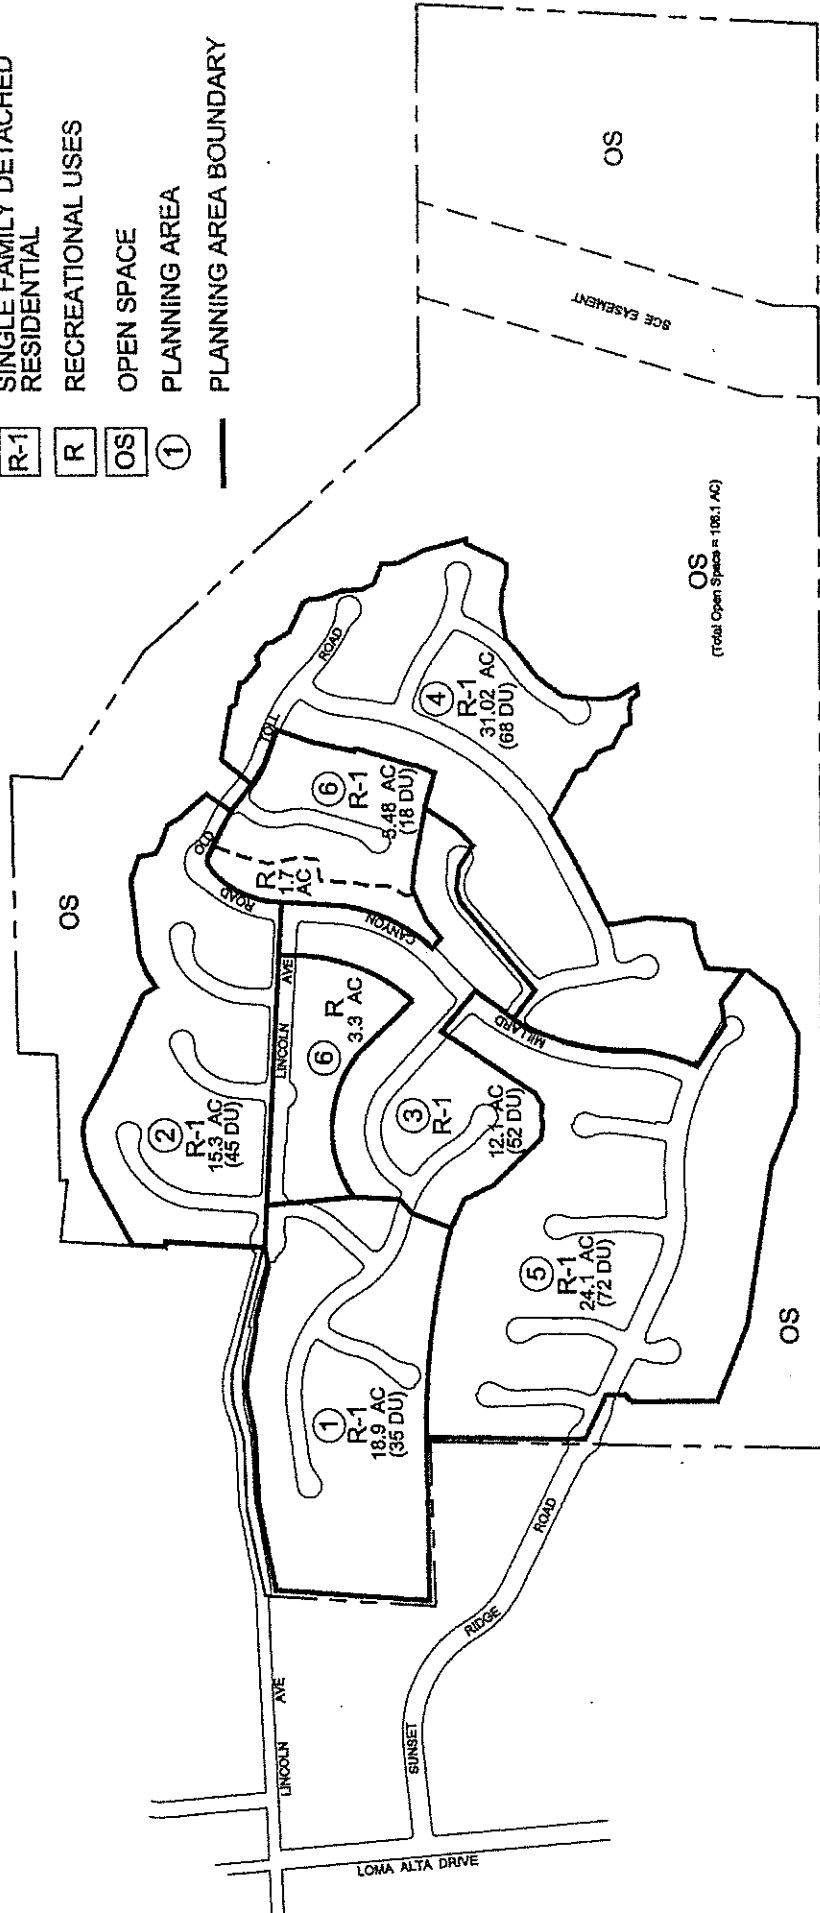 SINGLE FAMILY DETACHED
RESIDENTIAL
R-1
RECREATIONAL USES
R
OPEN SPACE
OS
PLANNING AREA
1
PLANNING AREA BOUNDARY
OS
SCE EASEMENT
OS
(Total Open Space = 106.1 AC)
OS
OLD
TOLL
ROAD
4
R-1
31.02 AC
(68 DU)
6
R-1
5.48 AC
(18 DU)
R
1.7
AC
ROAD
CANYON
MILLARD
LINCOLN
AVE
6
R
3.3 AC
2
R-1
15.3 AC
(45 DU)
3
R-1
12.1 AC
(52 DU)
1
R-1
18.9 AC
(35 DU)
5
R-1
24.1 AC
(72 DU)
OS
LINCOLN
AVE
SUNSET
RIDGE
ROAD
LOMA ALTA DRIVE